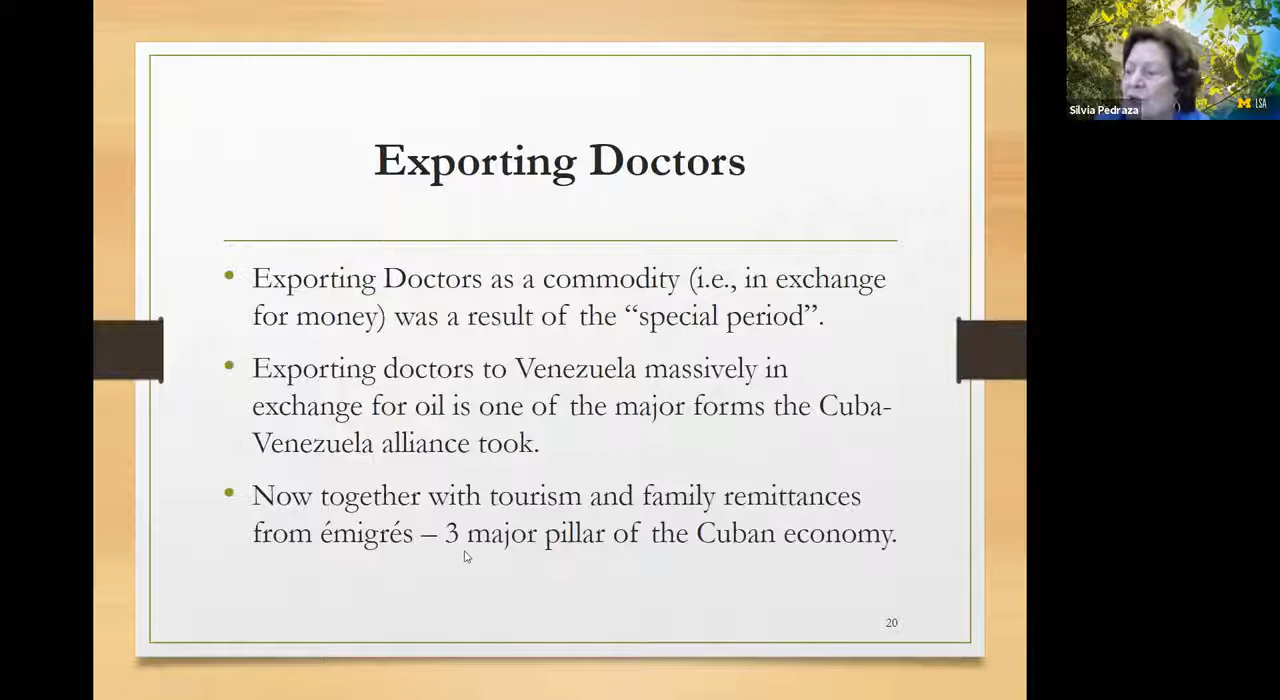 Exporting Doctors
Exporting Doctors as a commodity (i.e., in exchange
for money) was a result of the “special period”.
Exporting doctors to Venezuela massively in
exchange for oil is one of the major forms the Cuba-
Venezuela alliance took.
Now together with tourism and family remittances
from émigrés – 3 major pillar of the Cuban economy.
20
Silvia Pedraza
M LSA